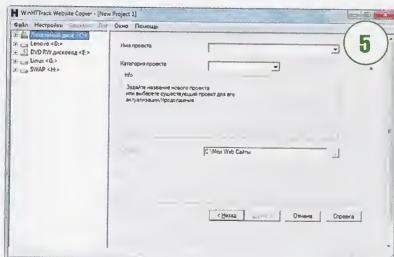 WinHTTrack Website Copier - [New Project 1]
Файл Настройки Зеркало Лог Окно Помощь
Локальный диск <C:>
Lenovo <D:>
DVD RW дисковод <E:>
Linux <G:>
SWAP <H:>
Имя проекта
Категория проекта
Info
Задайте название нового проекта
или выберете существующий проект для его
актуализации/продолжения
C:\Мои Web Сайты
< Назад
Отмена
Справка
5